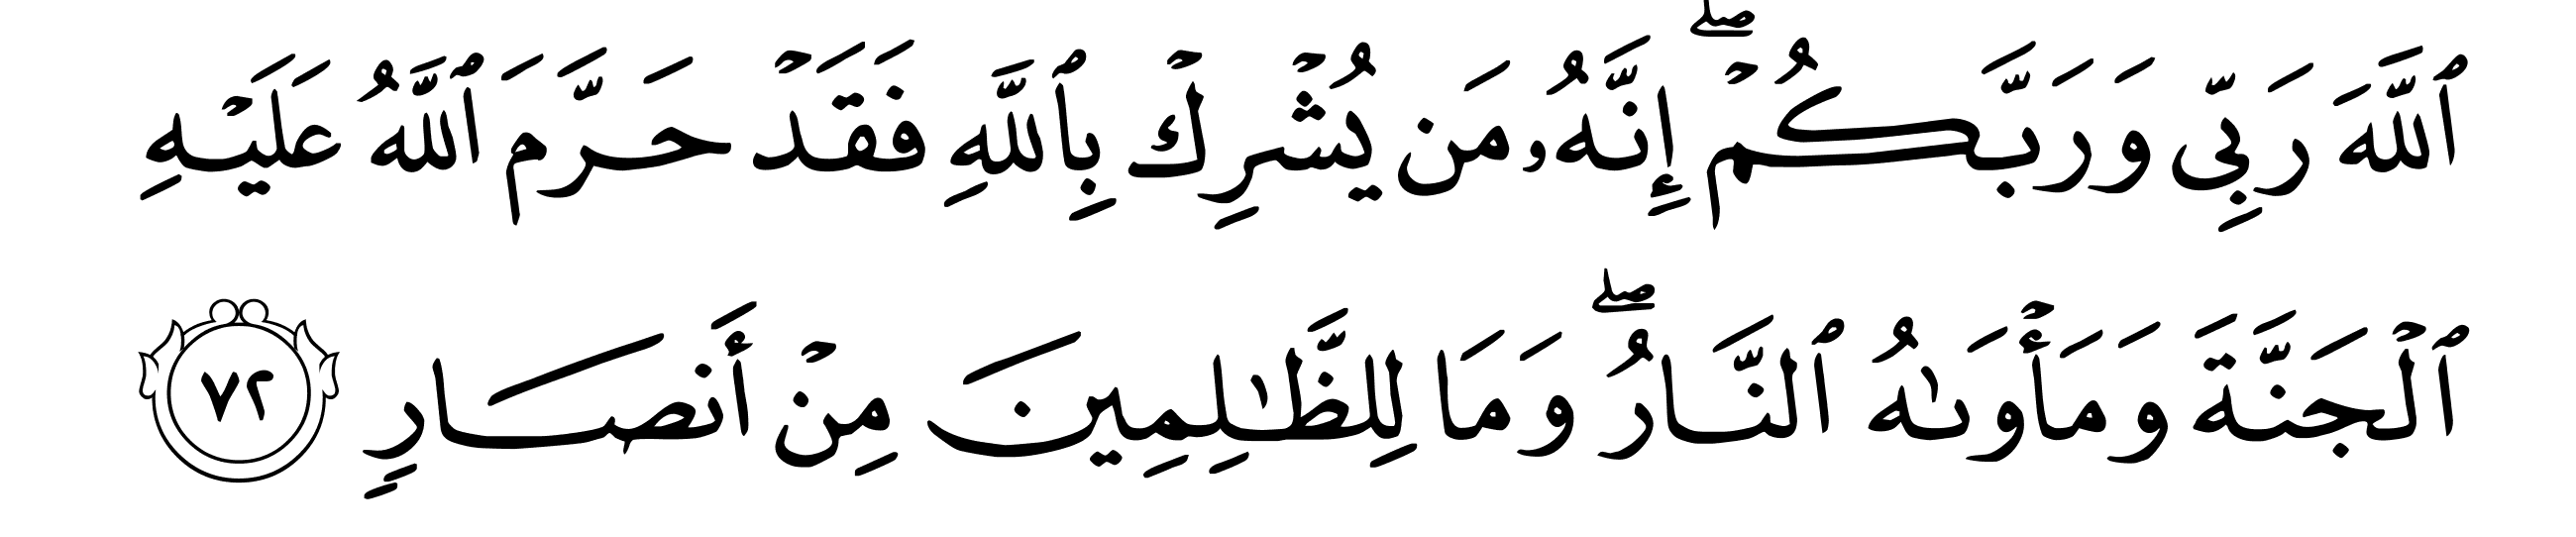 ٱللَّهَ رَبِّي وَرَبَّكُمۡۖ إِنَّهُۥ مَن يُشۡرِكۡ بِٱللَّهِ فَقَدۡ حَرَّمَ ٱللَّهُ عَلَيۡهِ
ٱلۡجَنَّةَ وَمَأۡوَىٰهُ ٱلنَّارُۖ وَمَا لِلظَّٰلِمِينَ مِنۡ أَنصَارٖ ٧٢